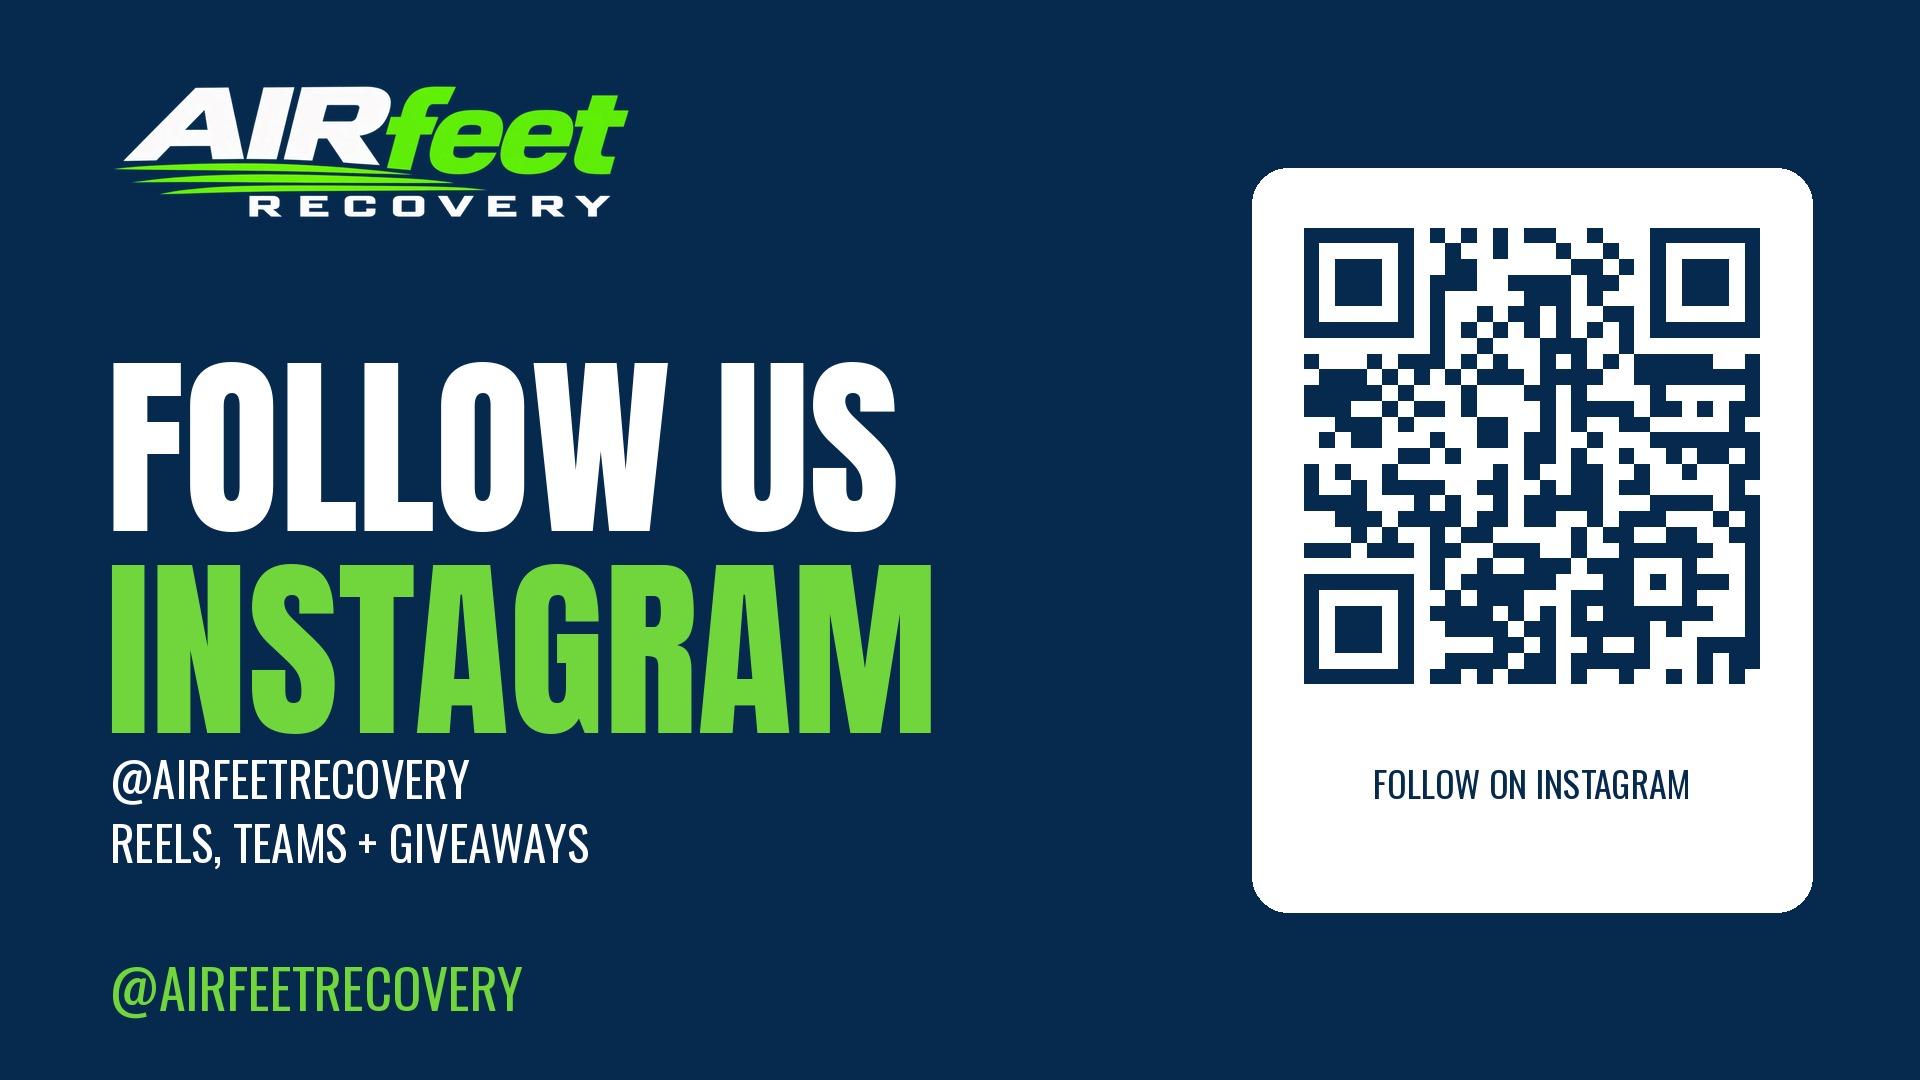 AIRfeet
RECOVERY
FOLLOW US
INSTAGRAM
@AIRFEETRECOVERY
REELS, TEAMS + GIVEAWAYS
@AIRFEETRECOVERY
FOLLOW ON INSTAGRAM